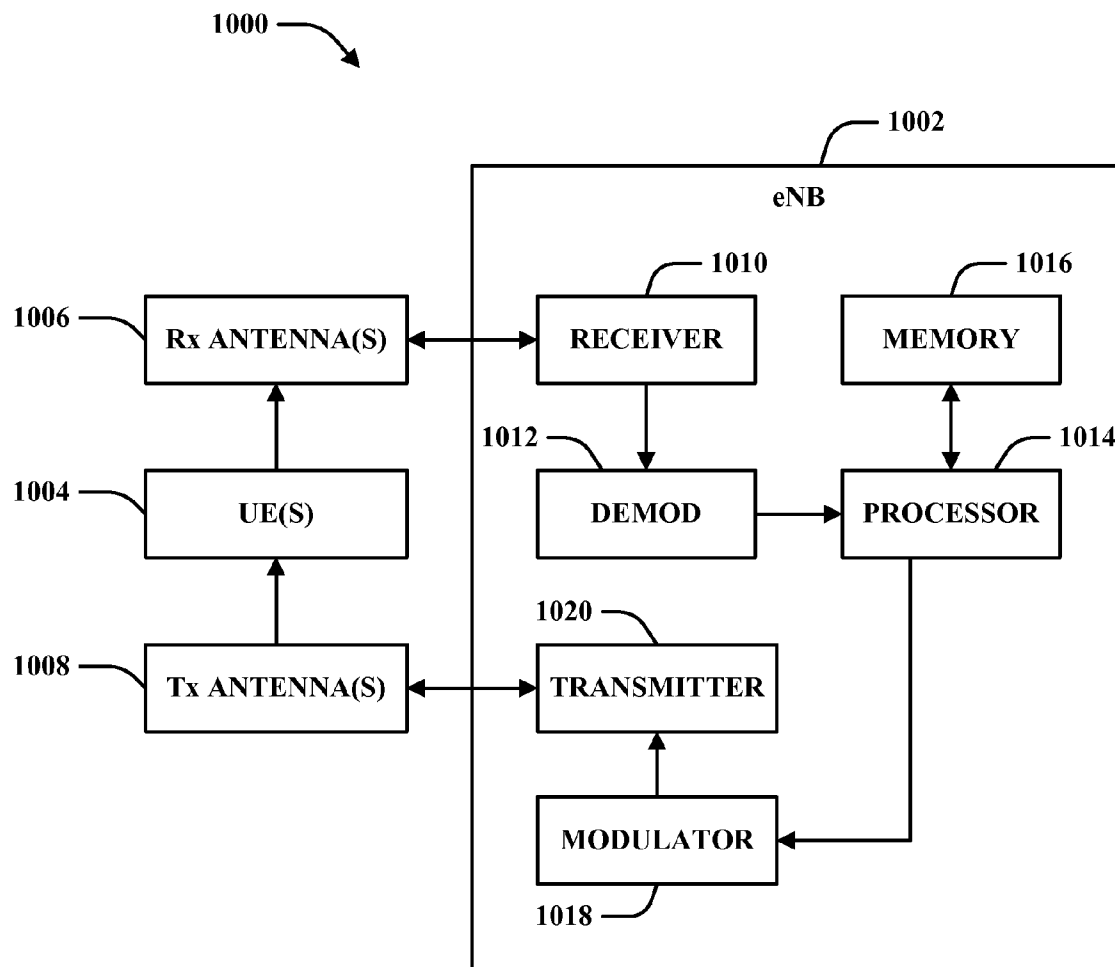 1000
1002
eNB
1010
1016
1006
Rx ANTENNA(S)
RECEIVER
MEMORY
1012
1014
1004
UE(S)
DEMOD
PROCESSOR
1020
1008
Tx ANTENNA(S)
TRANSMITTER
MODULATOR
1018